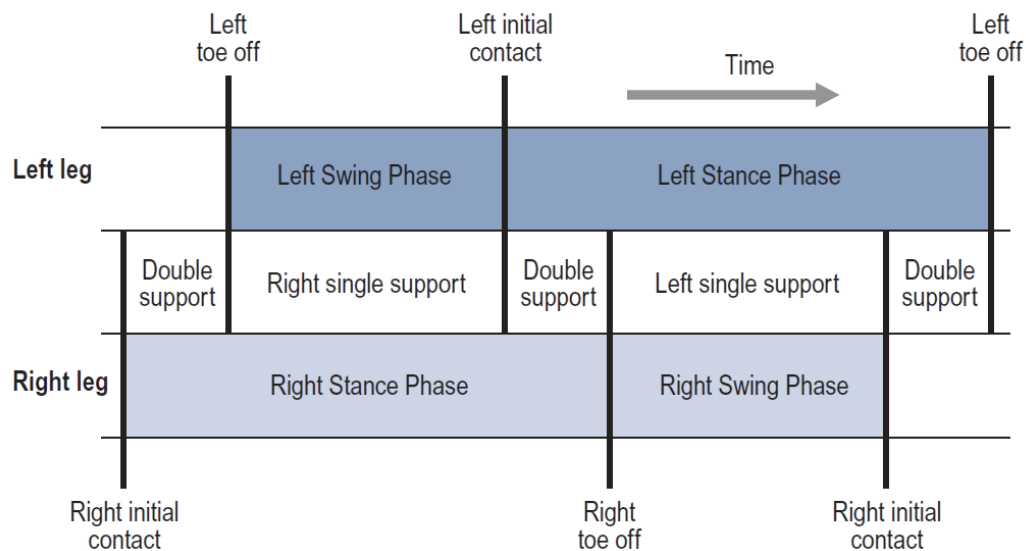 Left
toe off
Left initial
contact
Left
toe off
Time
Left leg
Left Swing Phase
Left Stance Phase
Double
support
Right single support
Double
support
Left single support
Double
support
Right leg
Right Stance Phase
Right Swing Phase
Right initial
contact
Right
toe off
Right initial
contact